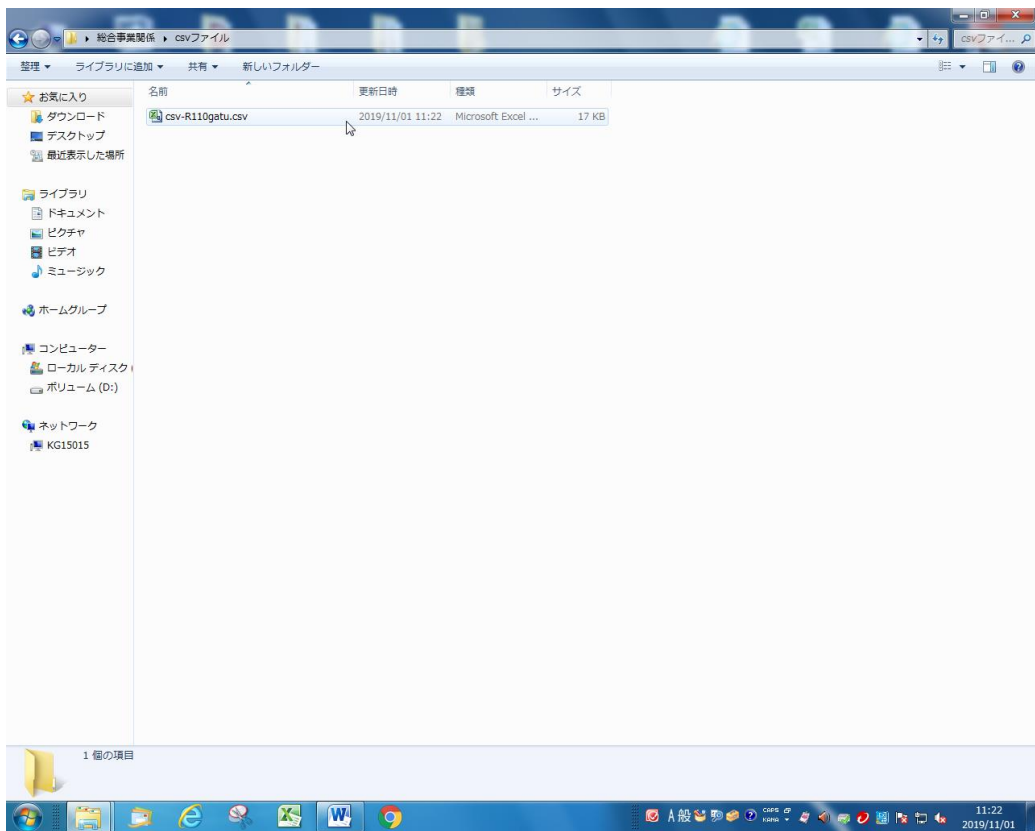 総合事業関係 ▸ csvファイル
csvファイ...
整理 ライブラリに追加 共有 新しいフォルダー
名前 更新日時 種類 サイズ
csv-R110gatu.csv 2019/11/01 11:22 Microsoft Excel ... 17 KB
お気に入り
ダウンロード
デスクトップ
最近表示した場所
ライブラリ
ドキュメント
ピクチャ
ビデオ
ミュージック
ホームグループ
コンピューター
ローカル ディスク (
ボリューム (D:)
ネットワーク
KG15015
1 個の項目
A 般 CAPS KANA
11:22
2019/11/01